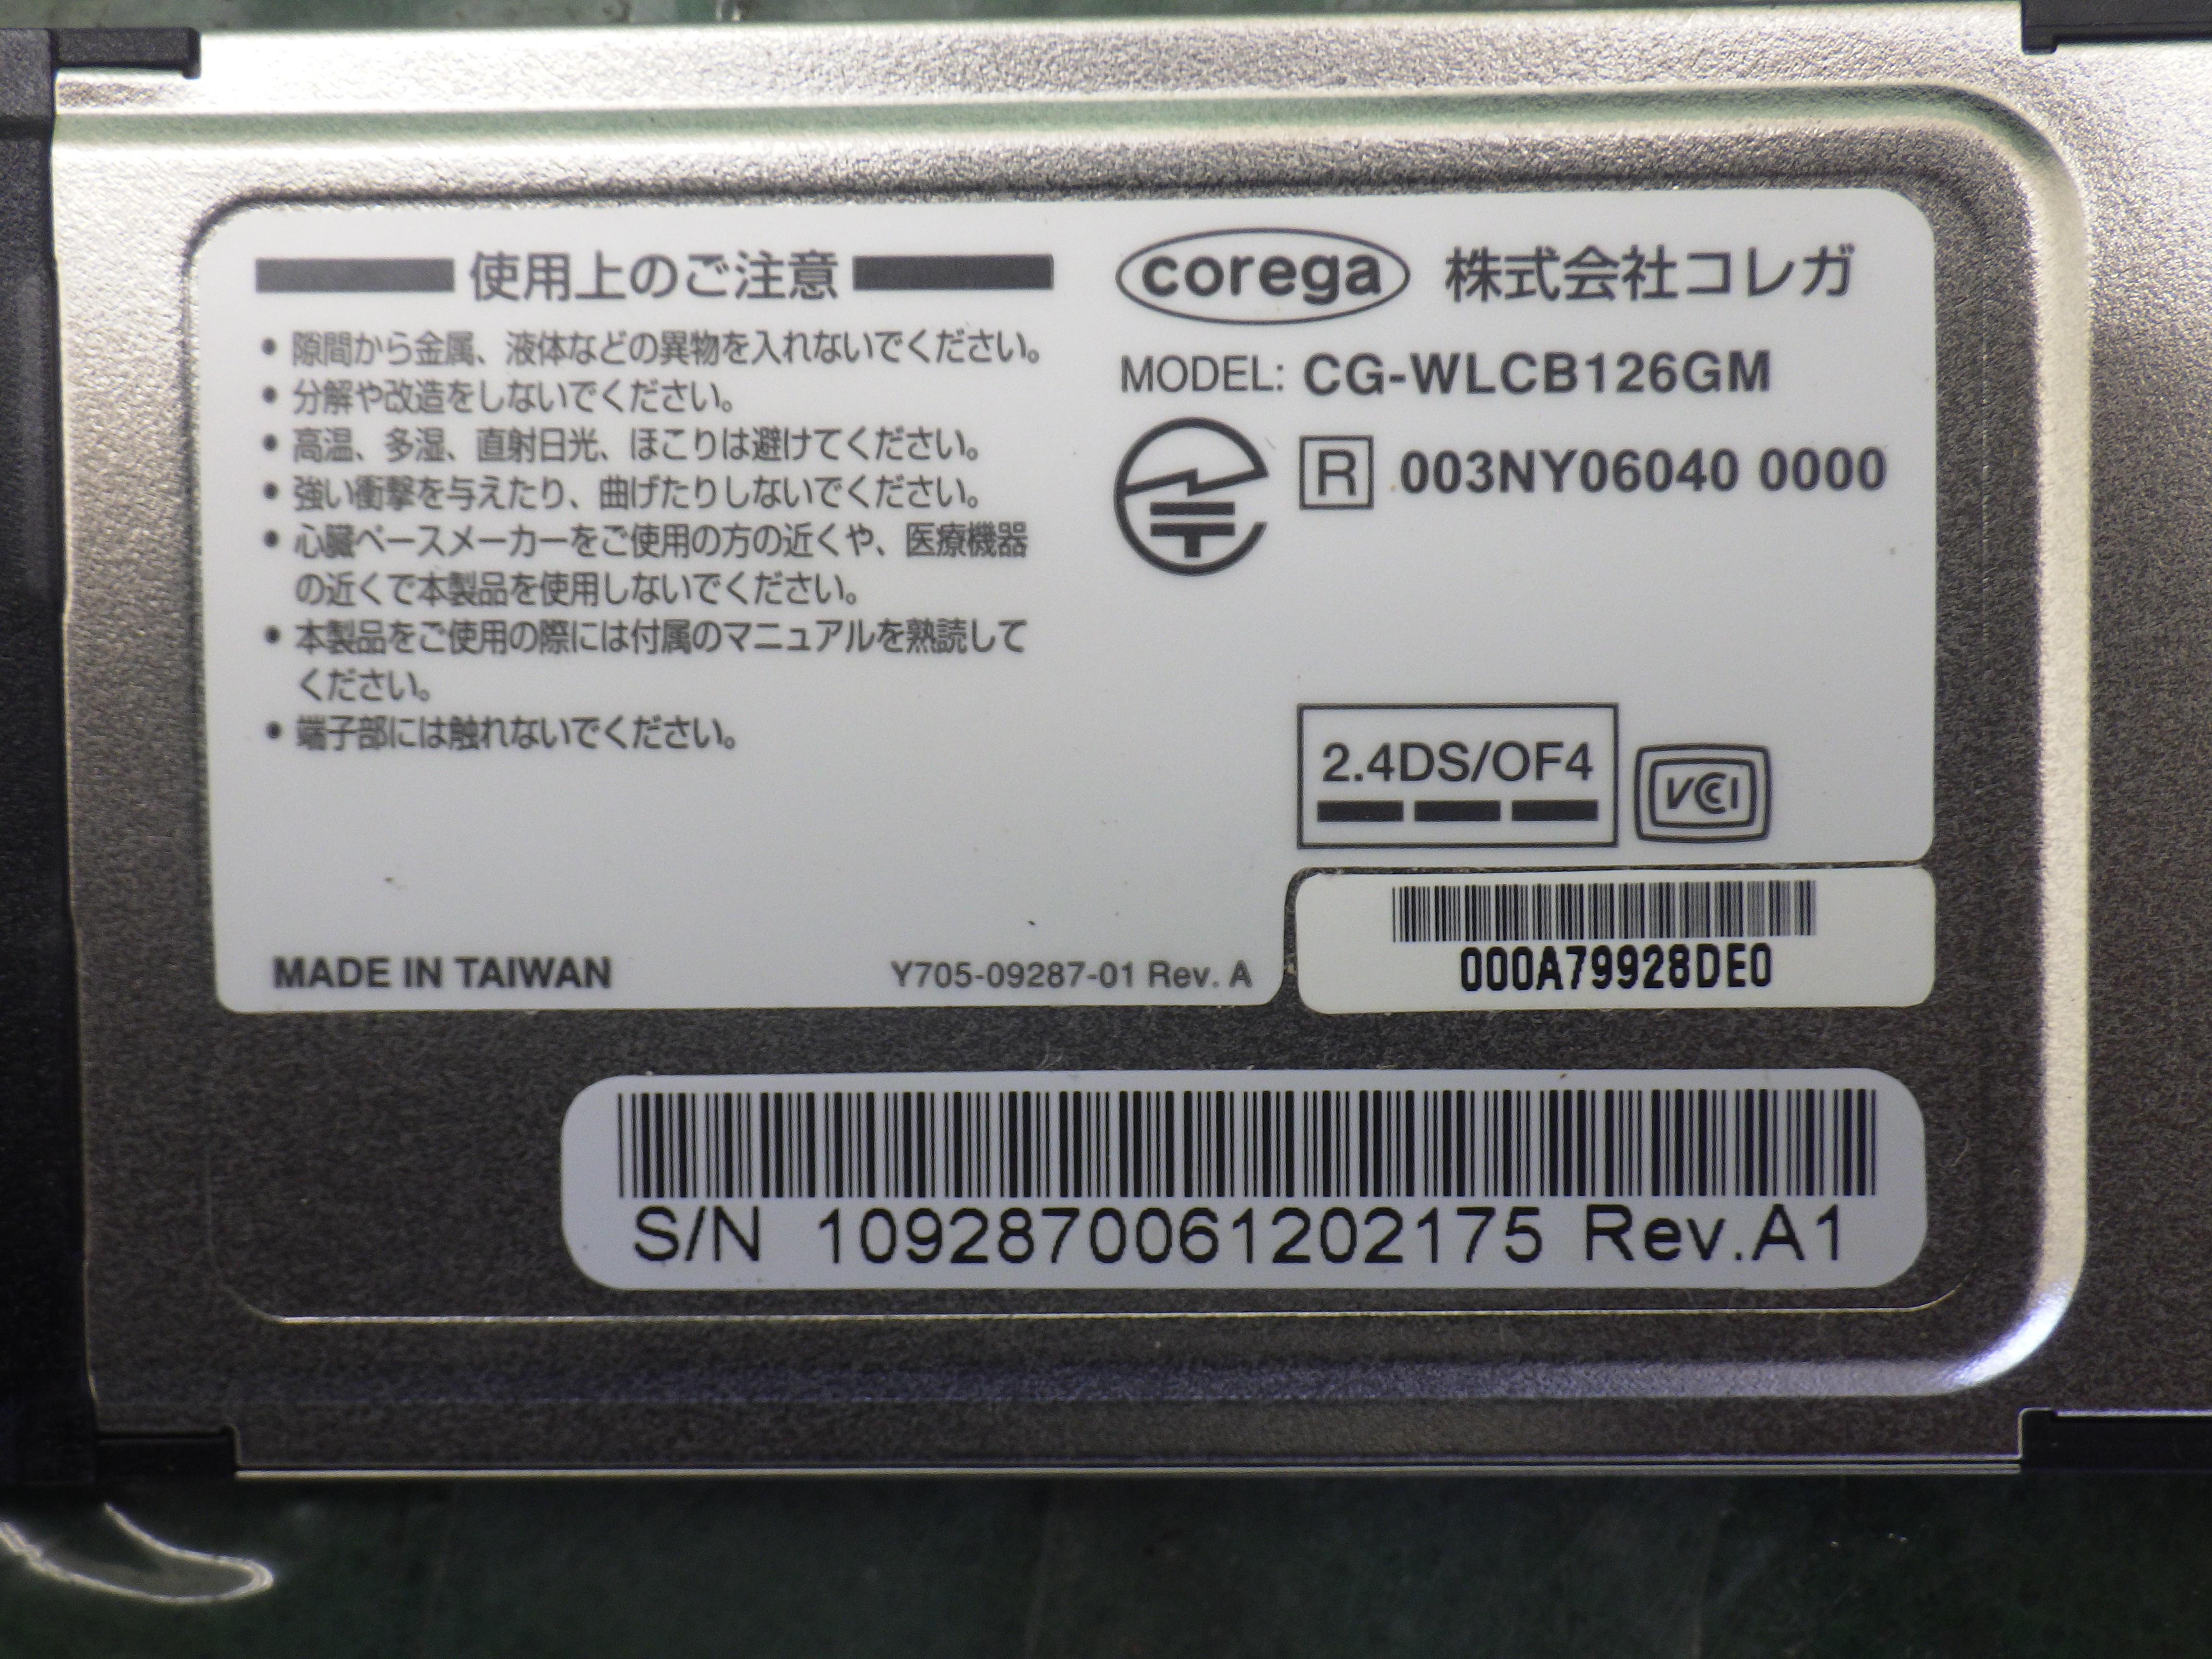 使用上のご注意
• 隙間から金属、液体などの異物を入れないでください。
• 分解や改造をしないでください。
• 高温、多湿、直射日光、ほこりは避けてください。
• 強い衝撃を与えたり、曲げたりしないでください。
• 心臓ペースメーカーをご使用の方の近くや、医療機器
の近くで本製品を使用しないでください。
• 本製品をご使用の際には付属のマニュアルを熟読して
ください。
• 端子部には触れないでください。
MADE IN TAIWAN
Y705-09287-01 Rev. A
corega 株式会社コレガ
MODEL: CG-WLCB126GM
R 003NY06040 0000
2.4DS/OF4
VCCI
000A79928DE0
S/N 1092870061202175 Rev.A1